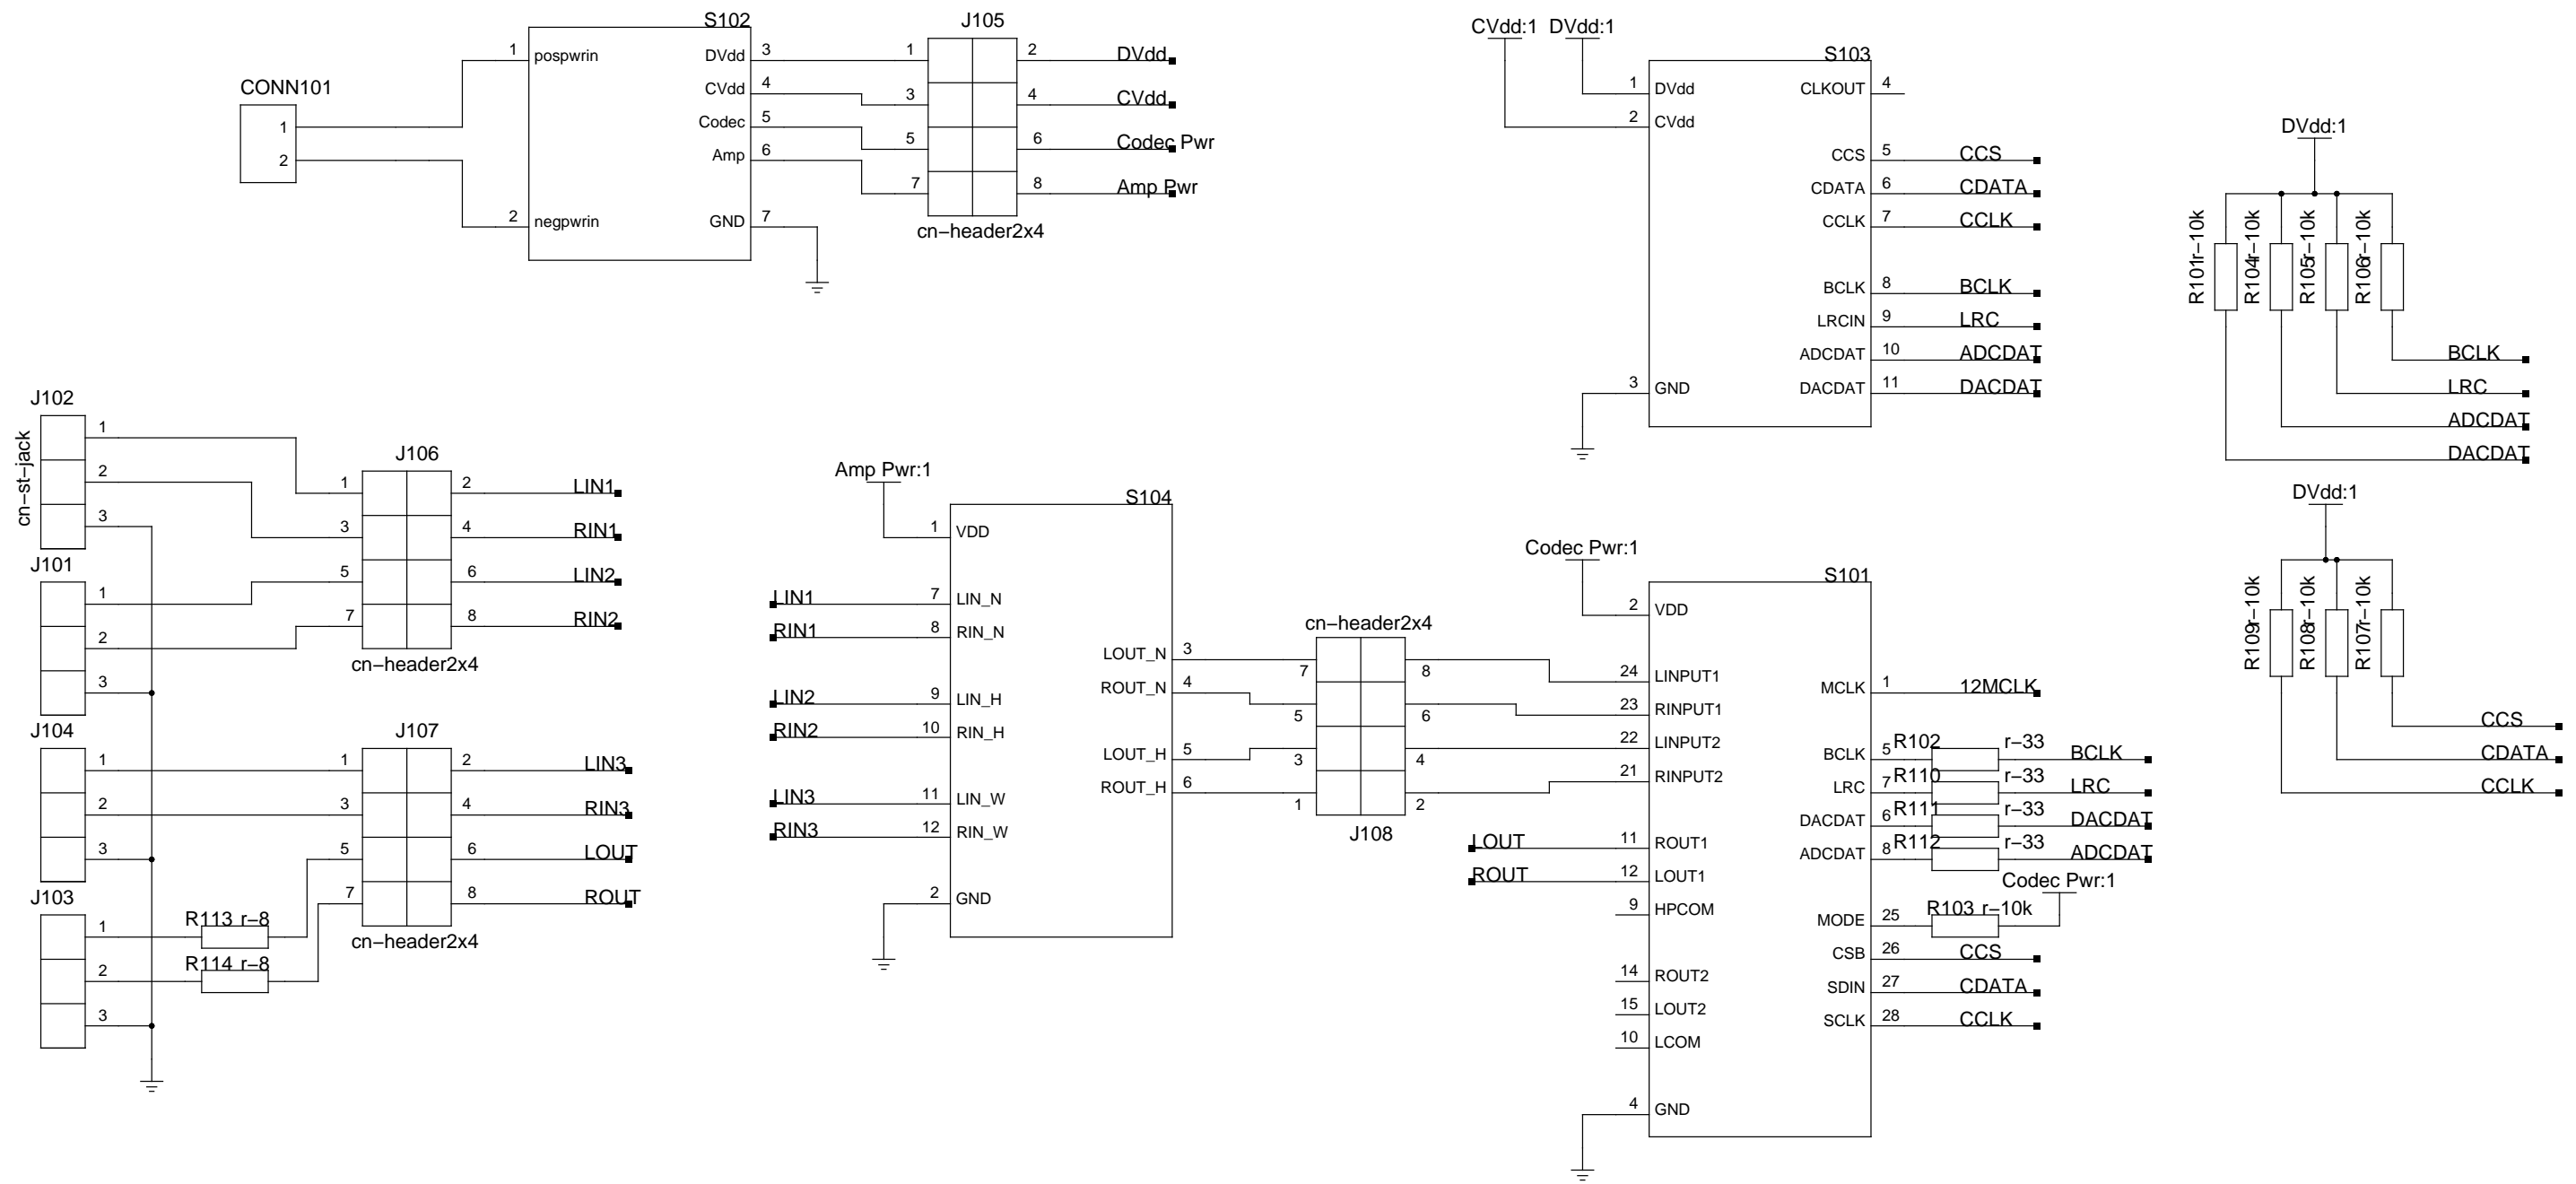 S102
1 pospwrin
2 negpwrin
DVdd 3
CVdd 4
Codec 5
Amp 6
GND 7
CONN101
1
2
J105
1 2 DVdd
3 4 CVdd
5 6 Codec Pwr
7 8 Amp Pwr
cn-header2x4
CVdd:1 DVdd:1
S103
1 DVdd
2 CVdd
3 GND
CLKOUT 4
CCS 5 CCS
CDATA 6 CDATA
CCLK 7 CCLK
BCLK 8 BCLK
LRCIN 9 LRC
ADCDAT 10 ADCDAT
DACDAT 11 DACDAT
DVdd:1
R101 r-10k
R104 r-10k
R105 r-10k
R106 r-10k
BCLK
LRC
ADCDAT
DACDAT
DVdd:1
R109 r-10k
R108 r-10k
R107 r-10k
CCS
CDATA
CCLK
J102
cn-st-jack
1
2
3
J101
1
2
3
J104
1
2
3
J103
1
2
3
R113 r-8
R114 r-8
J106
1 2 LIN1
3 4 RIN1
5 6 LIN2
7 8 RIN2
cn-header2x4
J107
1 2 LIN3
3 4 RIN3
5 6 LOUT
7 8 ROUT
cn-header2x4
Amp Pwr:1
S104
1 VDD
LIN1 7 LIN_N
RIN1 8 RIN_N
LIN2 9 LIN_H
RIN2 10 RIN_H
LIN3 11 LIN_W
RIN3 12 RIN_W
2 GND
LOUT_N 3
ROUT_N 4
LOUT_H 5
ROUT_H 6
cn-header2x4
7 8
5 6
3 4
1 2
J108
Codec Pwr:1
S101
2 VDD
24 LINPUT1
23 RINPUT1
22 LINPUT2
21 RINPUT2
LOUT 11 ROUT1
ROUT 12 LOUT1
9 HPCOM
14 ROUT2
15 LOUT2
10 LCOM
4 GND
MCLK 1 12MCLK
BCLK 5 R102 r-33 BCLK
LRC 7 R110 r-33 LRC
DACDAT 6 R111 r-33 DACDAT
ADCDAT 8 R112 r-33 ADCDAT
Codec Pwr:1
MODE 25 R103 r-10k
CSB 26 CCS
SDIN 27 CDATA
SCLK 28 CCLK